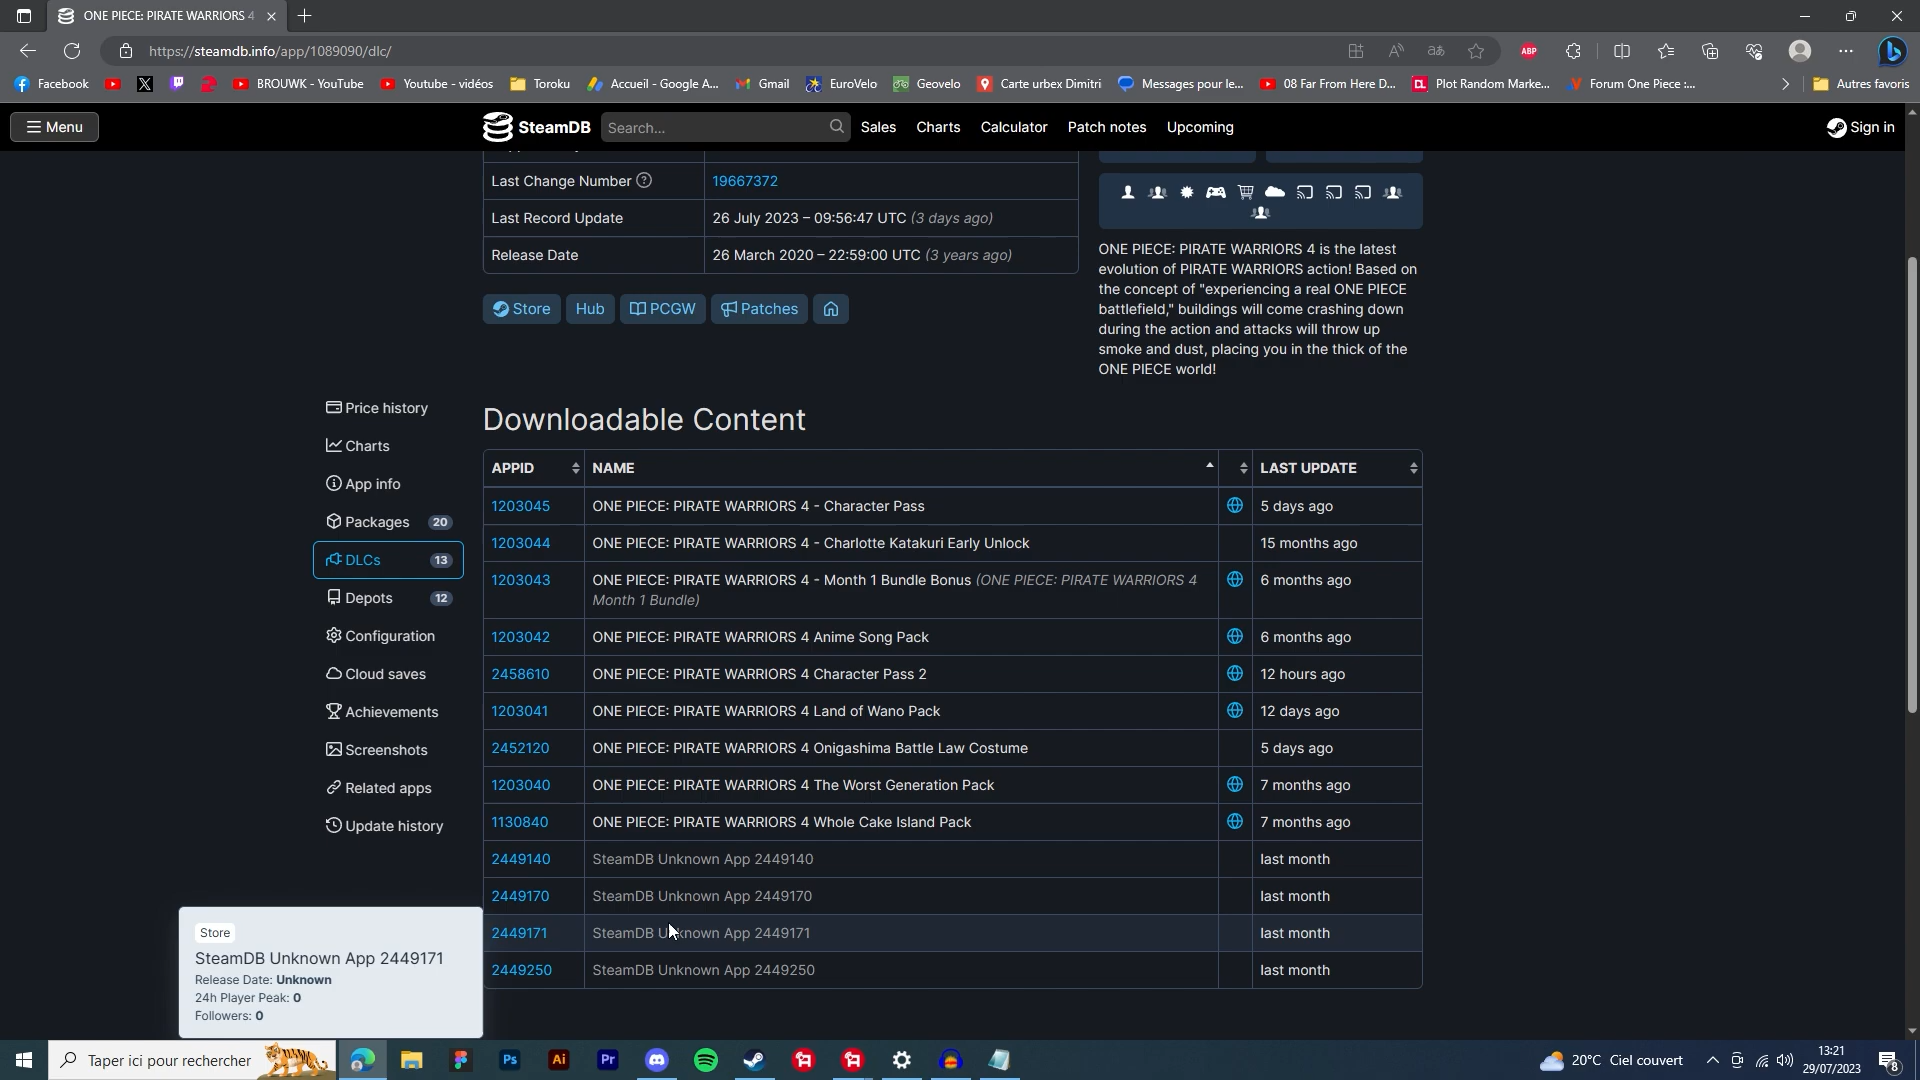 ONE PIECE: PIRATE WARRIORS 4
https://steamdb.info/app/1089090/dlc/
ABP
Facebook
BROUWK - YouTube
Youtube - vidéos
Toroku
Accueil - Google A...
Gmail
EuroVelo
Geovelo
Carte urbex Dimitri
Messages pour le...
08 Far From Here D...
Plot Random Marke...
Forum One Piece :...
Autres favoris
Menu
SteamDB
Search...
Sales
Charts
Calculator
Patch notes
Upcoming
Sign in
Last Change Number
19667372
Last Record Update
26 July 2023 – 09:56:47 UTC (3 days ago)
Release Date
26 March 2020 – 22:59:00 UTC (3 years ago)
Store
Hub
PCGW
Patches
ONE PIECE: PIRATE WARRIORS 4 is the latest
evolution of PIRATE WARRIORS action! Based on
the concept of "experiencing a real ONE PIECE
battlefield," buildings will come crashing down
during the action and attacks will throw up
smoke and dust, placing you in the thick of the
ONE PIECE world!
Price history
Charts
App info
Packages 20
DLCs 13
Depots 12
Configuration
Cloud saves
Achievements
Screenshots
Related apps
Update history
Downloadable Content
APPID NAME LAST UPDATE
1203045 ONE PIECE: PIRATE WARRIORS 4 - Character Pass 5 days ago
1203044 ONE PIECE: PIRATE WARRIORS 4 - Charlotte Katakuri Early Unlock 15 months ago
1203043 ONE PIECE: PIRATE WARRIORS 4 - Month 1 Bundle Bonus (ONE PIECE: PIRATE WARRIORS 4 6 months ago
Month 1 Bundle)
1203042 ONE PIECE: PIRATE WARRIORS 4 Anime Song Pack 6 months ago
2458610 ONE PIECE: PIRATE WARRIORS 4 Character Pass 2 12 hours ago
1203041 ONE PIECE: PIRATE WARRIORS 4 Land of Wano Pack 12 days ago
2452120 ONE PIECE: PIRATE WARRIORS 4 Onigashima Battle Law Costume 5 days ago
1203040 ONE PIECE: PIRATE WARRIORS 4 The Worst Generation Pack 7 months ago
1130840 ONE PIECE: PIRATE WARRIORS 4 Whole Cake Island Pack 7 months ago
2449140 SteamDB Unknown App 2449140 last month
2449170 SteamDB Unknown App 2449170 last month
2449171 SteamDB Unknown App 2449171 last month
2449250 SteamDB Unknown App 2449250 last month
Store
SteamDB Unknown App 2449171
Release Date: Unknown
24h Player Peak: 0
Followers: 0
Taper ici pour rechercher
Ps
Ai
Pr
20°C Ciel couvert
13:21
29/07/2023
8